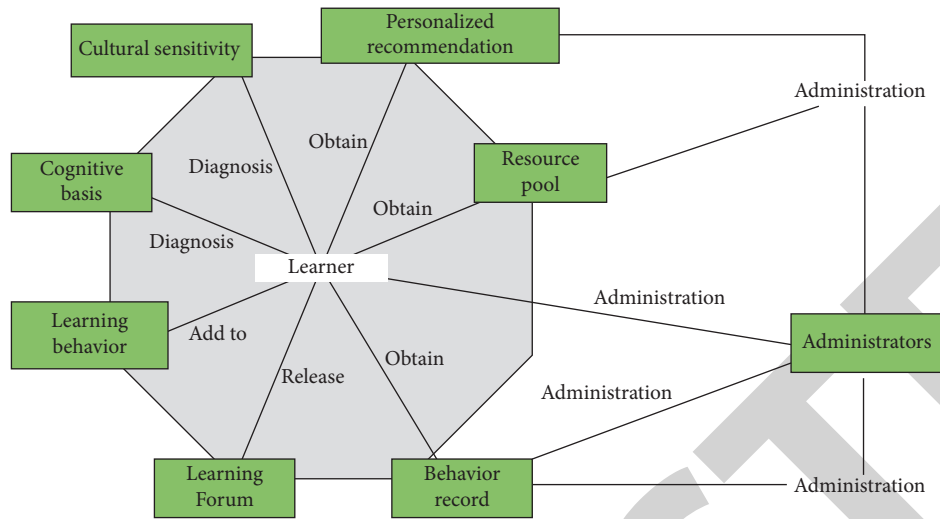 Personalized
recommendation
Cultural sensitivity
Administration
Obtain
Resource
pool
Diagnosis
Cognitive
basis
Obtain
Diagnosis
Learner
Administration
Learning
behavior
Add to
Administrators
Obtain
Release
Administration
Learning
Forum
Behavior
record
Administration